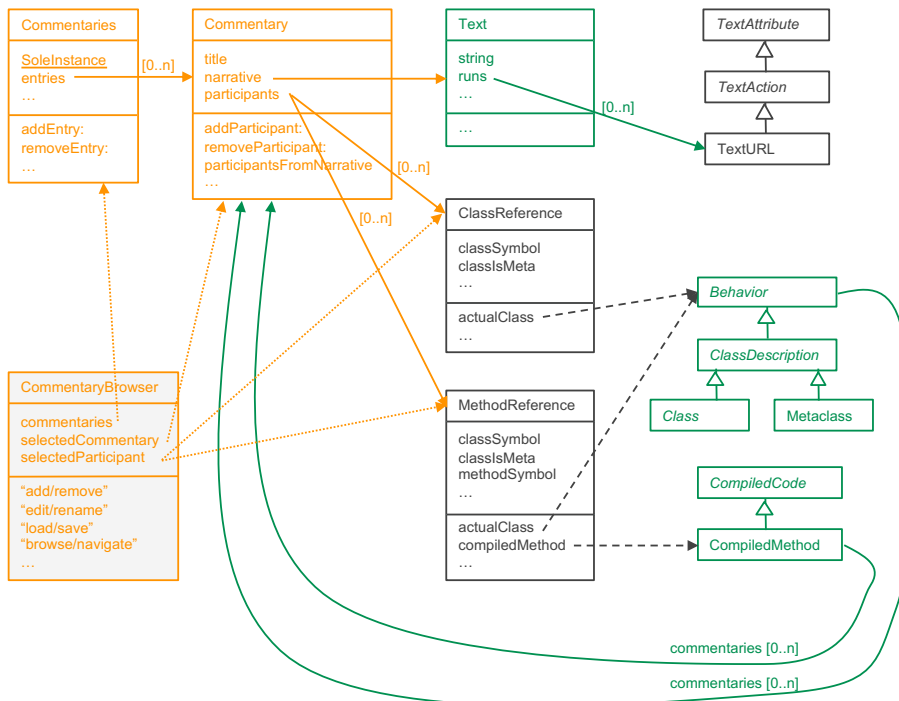 Commentaries
SoleInstance
entries
…
addEntry:
removeEntry:
…
[0..n]
Commentary
title
narrative
participants
addParticipant:
removeParticipant:
participantsFromNarrative
…
Text
string
runs
…
…
[0..n]
TextAttribute
TextAction
TextURL
[0..n]
[0..n]
ClassReference
classSymbol
classIsMeta
…
actualClass
…
Behavior
ClassDescription
Class
Metaclass
CommentaryBrowser
commentaries
selectedCommentary
selectedParticipant
“add/remove”
“edit/rename”
“load/save”
“browse/navigate”
…
MethodReference
classSymbol
classIsMeta
methodSymbol
…
actualClass
compiledMethod
…
CompiledCode
CompiledMethod
commentaries [0..n]
commentaries [0..n]